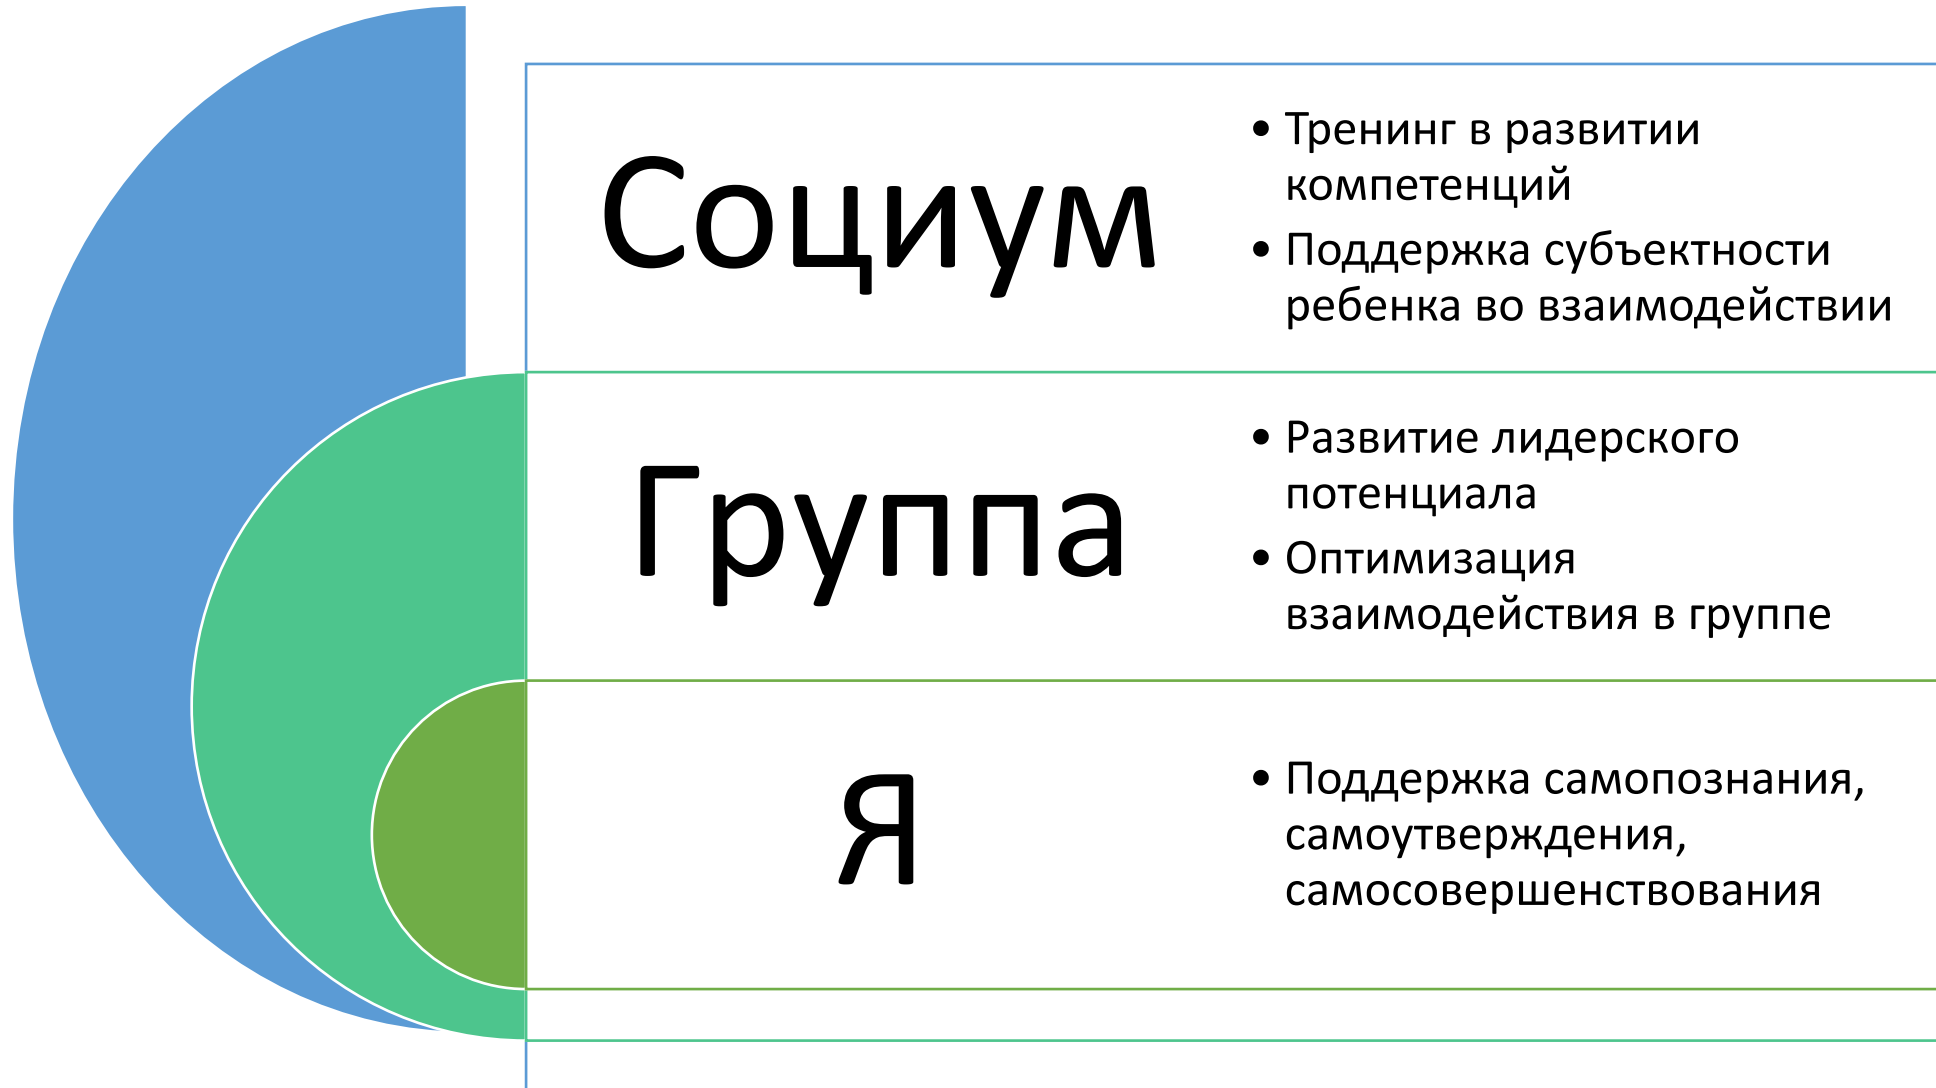 Социум
• Тренинг в развитии
компетенций
• Поддержка субъектности
ребенка во взаимодействии
Группа
• Развитие лидерского
потенциала
• Оптимизация
взаимодействия в группе
Я
• Поддержка самопознания,
самоутверждения,
самосовершенствования